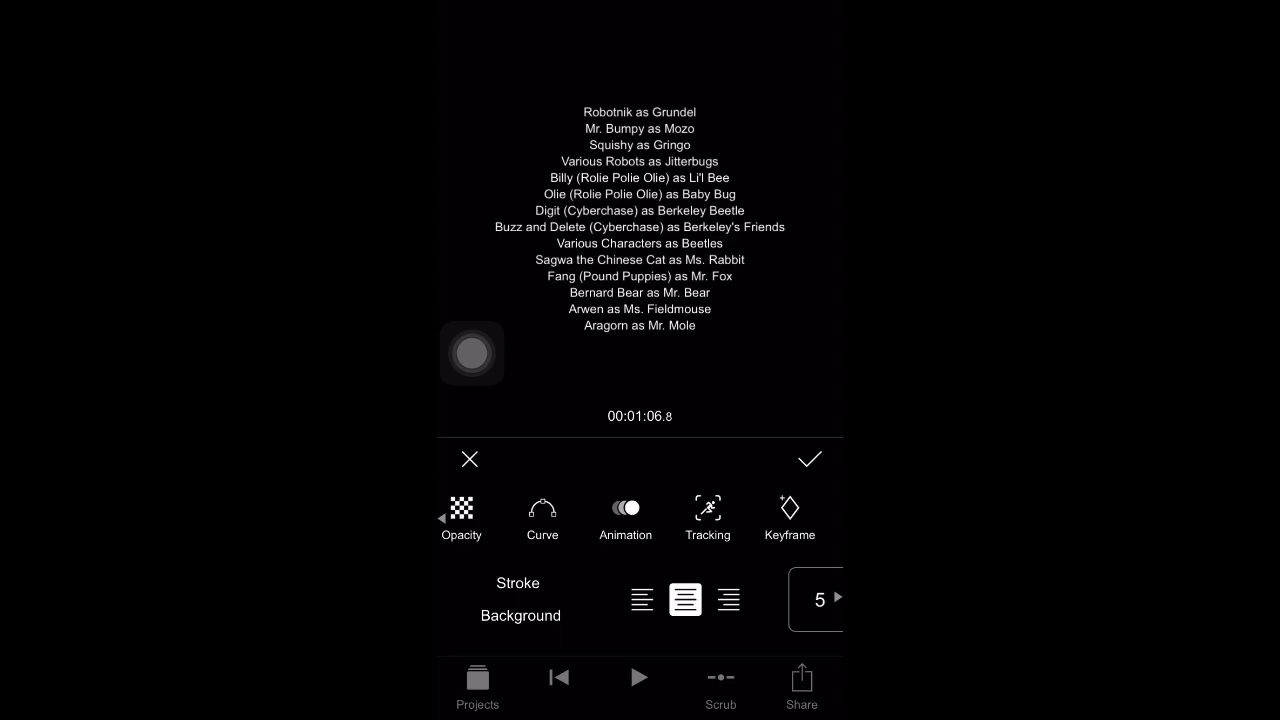 Robotnik as Grundel
Mr. Bumpy as Mozo
Squishy as Gringo
Various Robots as Jitterbugs
Billy (Rolie Polie Olie) as Li'l Bee
Olie (Rolie Polie Olie) as Baby Bug
Digit (Cyberchase) as Berkeley Beetle
Buzz and Delete (Cyberchase) as Berkeley's Friends
Various Characters as Beetles
Sagwa the Chinese Cat as Ms. Rabbit
Fang (Pound Puppies) as Mr. Fox
Bernard Bear as Mr. Bear
Arwen as Ms. Fieldmouse
Aragorn as Mr. Mole
00:01:06.8
Opacity Curve Animation Tracking Keyframe
Stroke
5
Background
Projects Scrub Share